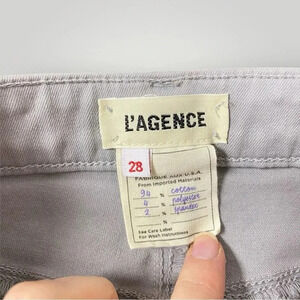 L'AGENCE
28
FABRIQUE AUX U.S.A.
From Imported Materials
94 % cotton
4 % polyester
2 % spandex
%
See Care Label
For Wash Instructions